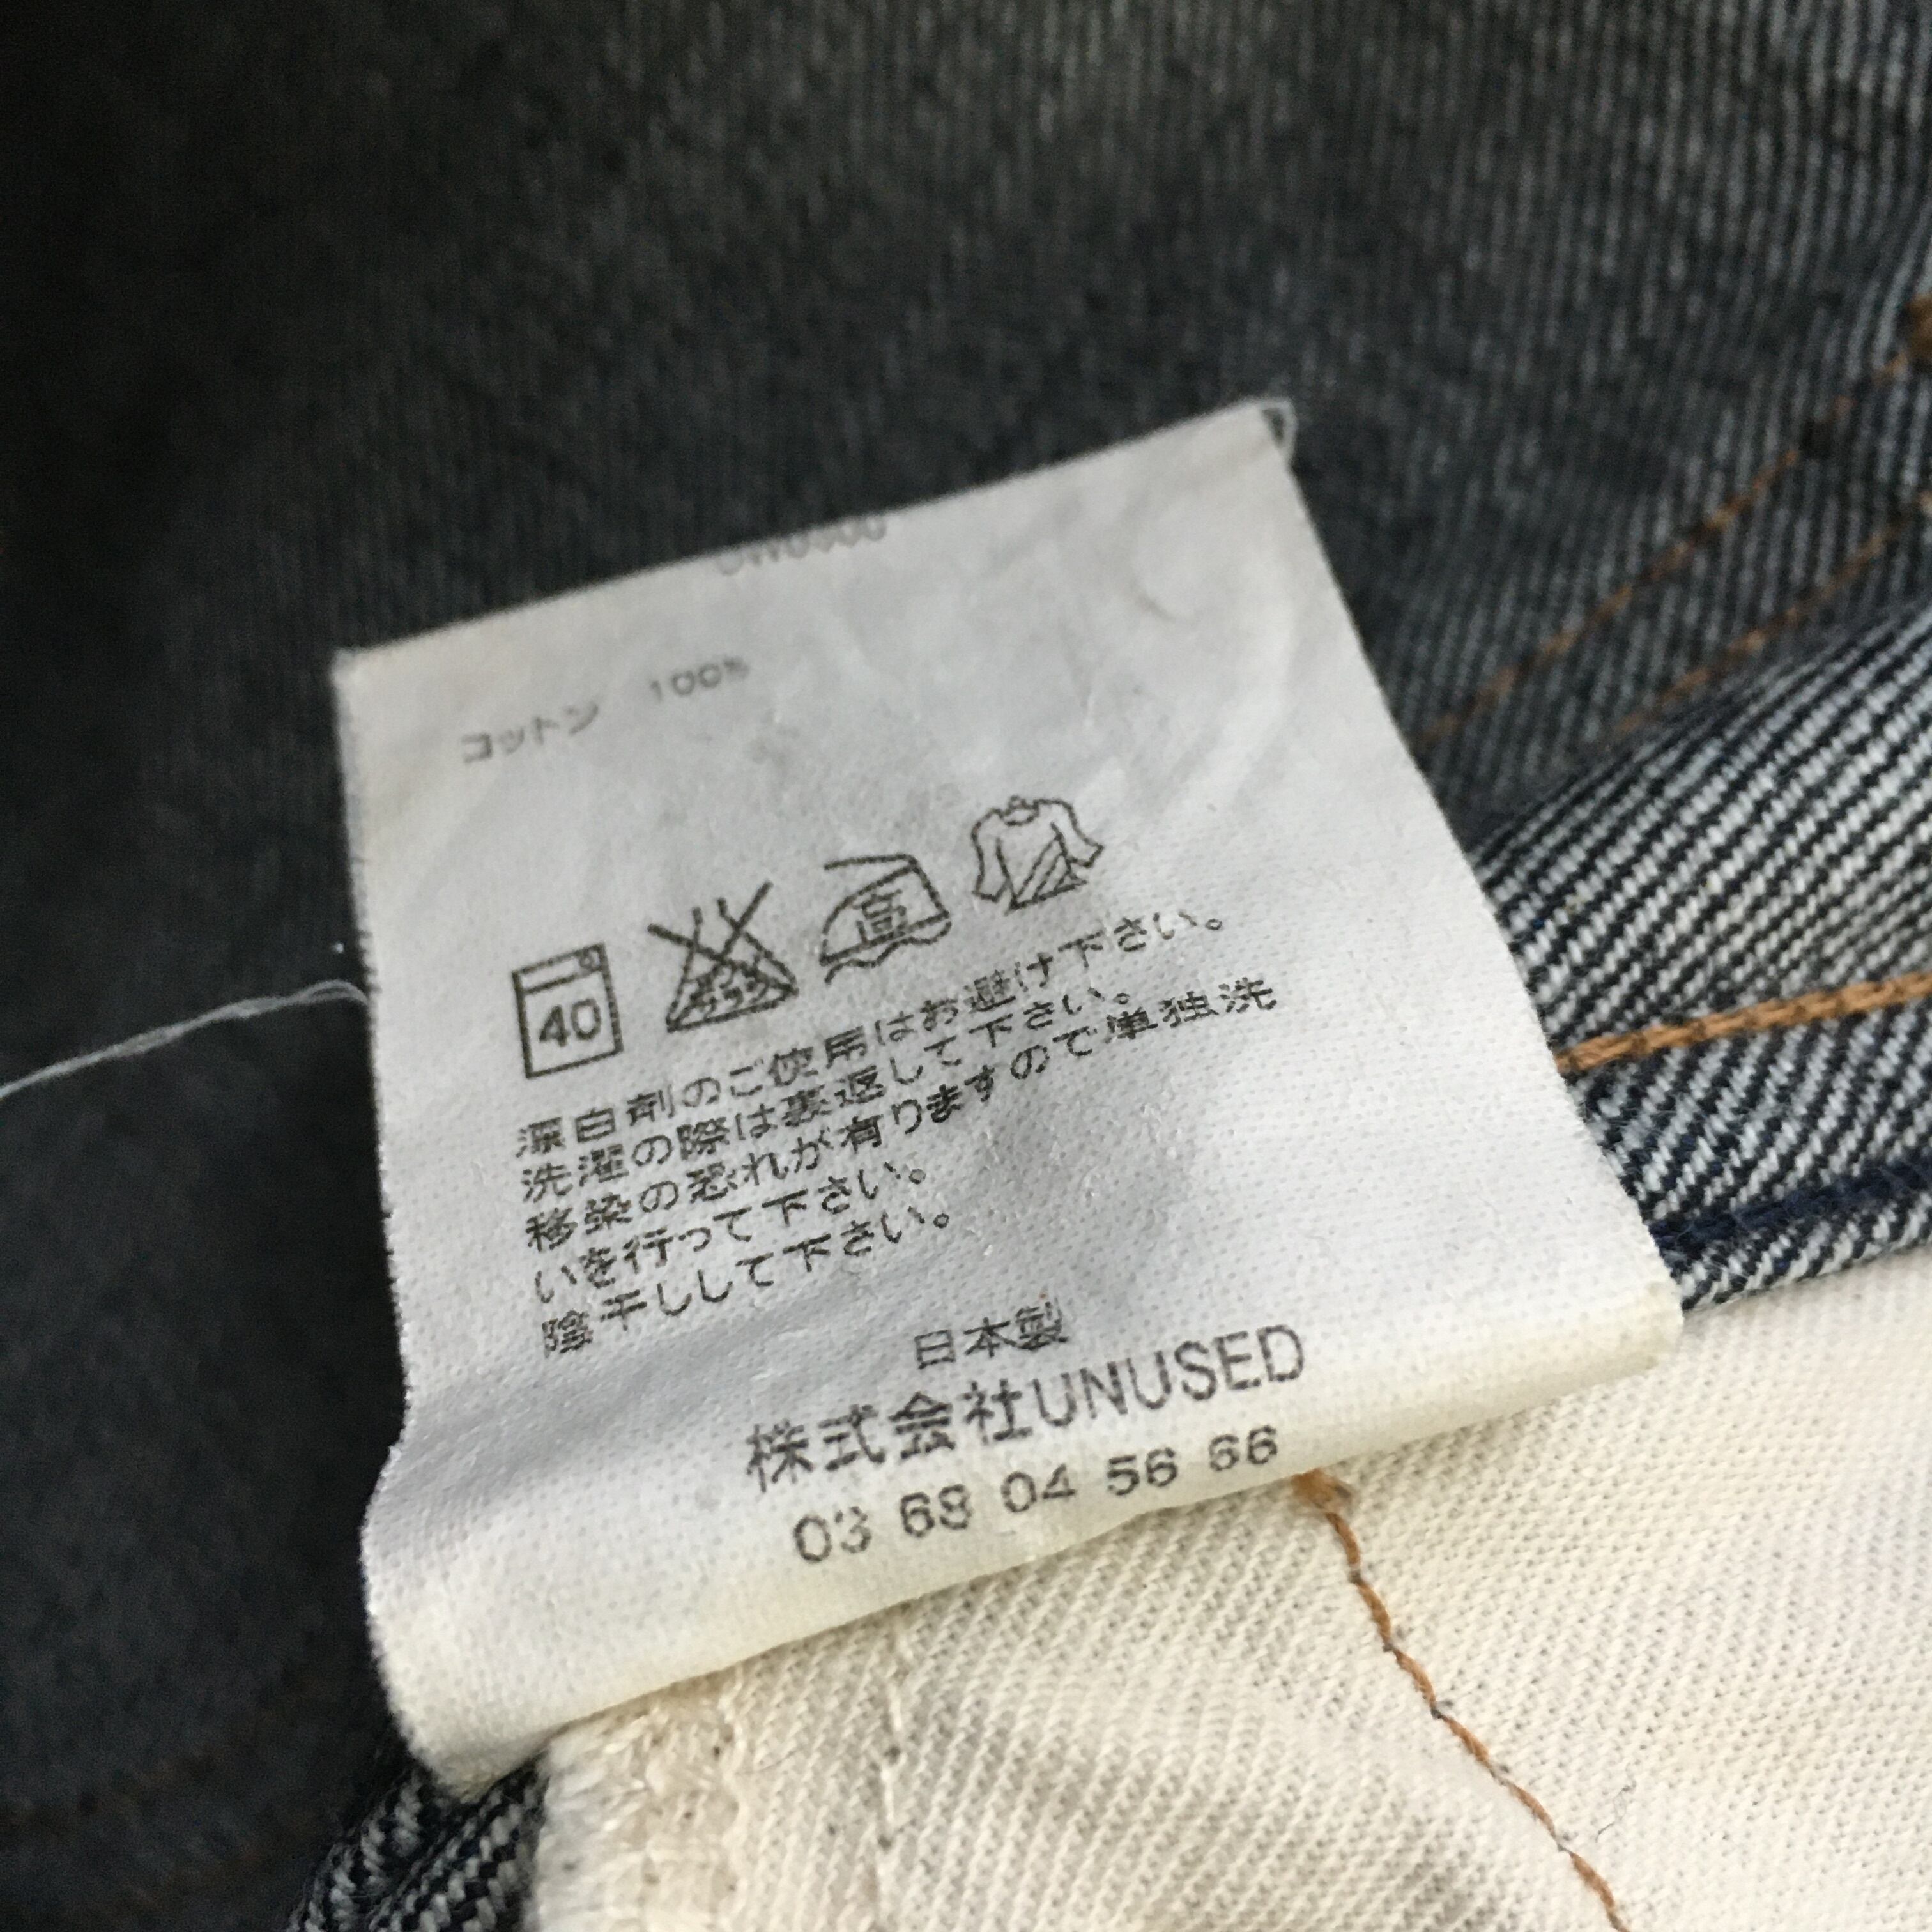 コットン 100%
40
エンソ
高
漂白剤のご使用はお避け下さい。
洗濯の際は裏返して下さい。
移染の恐れが有りますので単独洗
いを行って下さい。
陰干しして下さい。
日本製
株式会社UNUSED
03 68 04 56 66